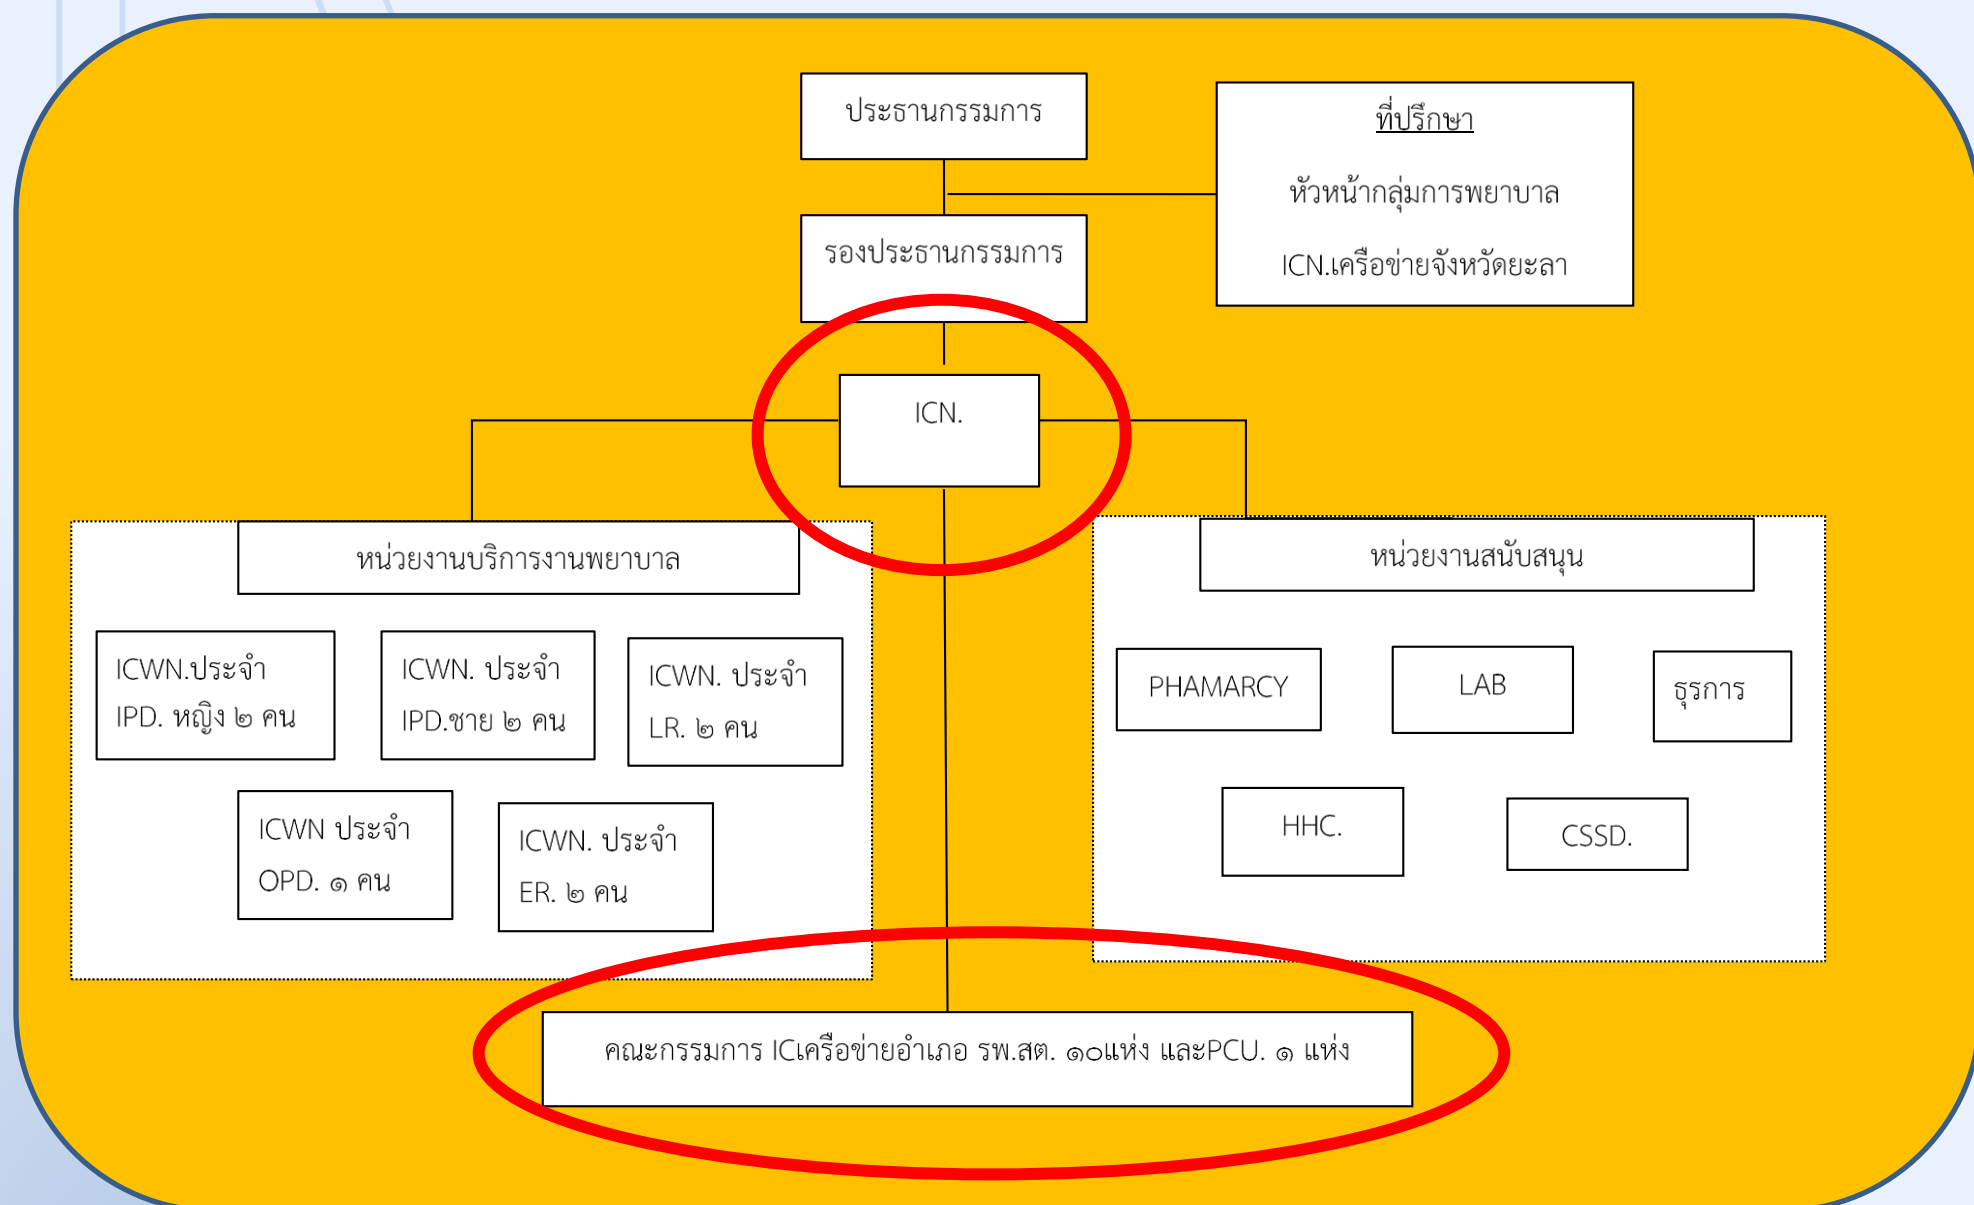 ประธานกรรมการ
ที่ปรึกษา
หัวหน้ากลุ่มการพยาบาล
ICN.เครือข่ายจังหวัดยะลา
รองประธานกรรมการ
ICN.
หน่วยงานบริการงานพยาบาล
ICWN.ประจำ
IPD. หญิง ๒ คน
ICWN. ประจำ
IPD.ชาย ๒ คน
ICWN. ประจำ
LR. ๒ คน
ICWN ประจำ
OPD. ๑ คน
ICWN. ประจำ
ER. ๒ คน
หน่วยงานสนับสนุน
PHAMARCY
LAB
ธุรการ
HHC.
CSSD.
คณะกรรมการ ICเครือข่ายอำเภอ รพ.สต. ๑๐แห่ง และPCU. ๑ แห่ง